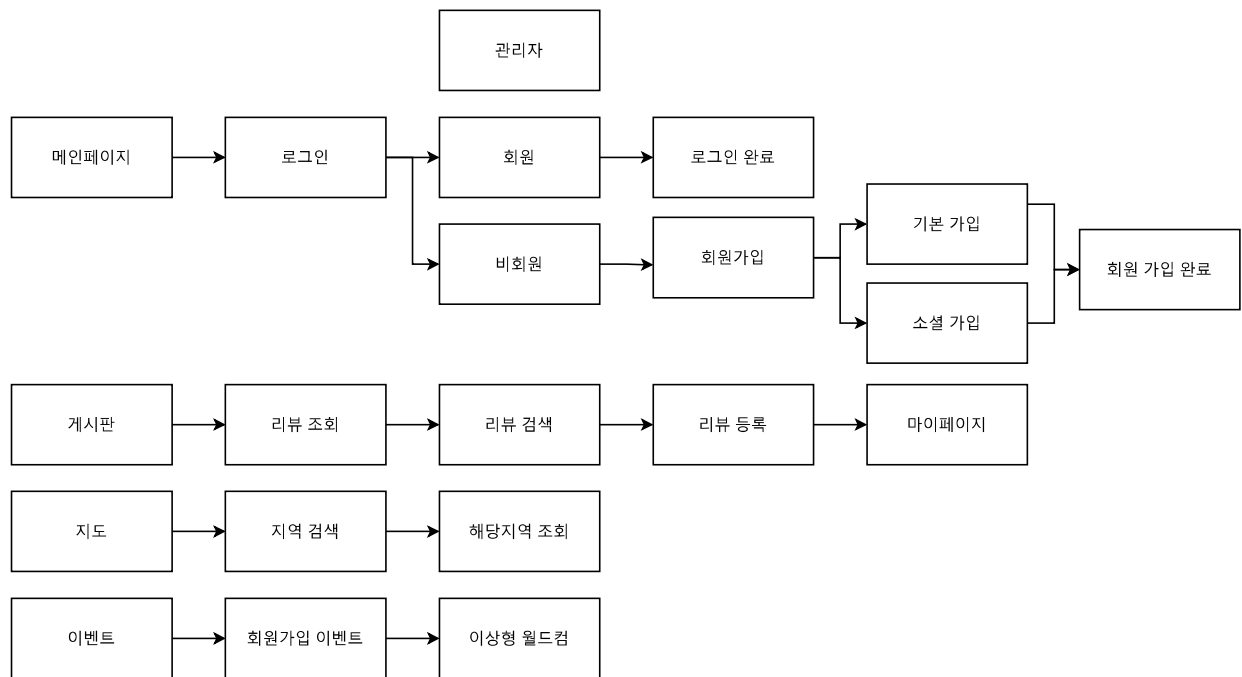 관리자
메인페이지
로그인
회원
로그인 완료
비회원
회원가입
기본 가입
소셜 가입
회원 가입 완료
게시판
리뷰 조회
리뷰 검색
리뷰 등록
마이페이지
지도
지역 검색
해당지역 조회
이벤트
회원가입 이벤트
이상형 월드컵